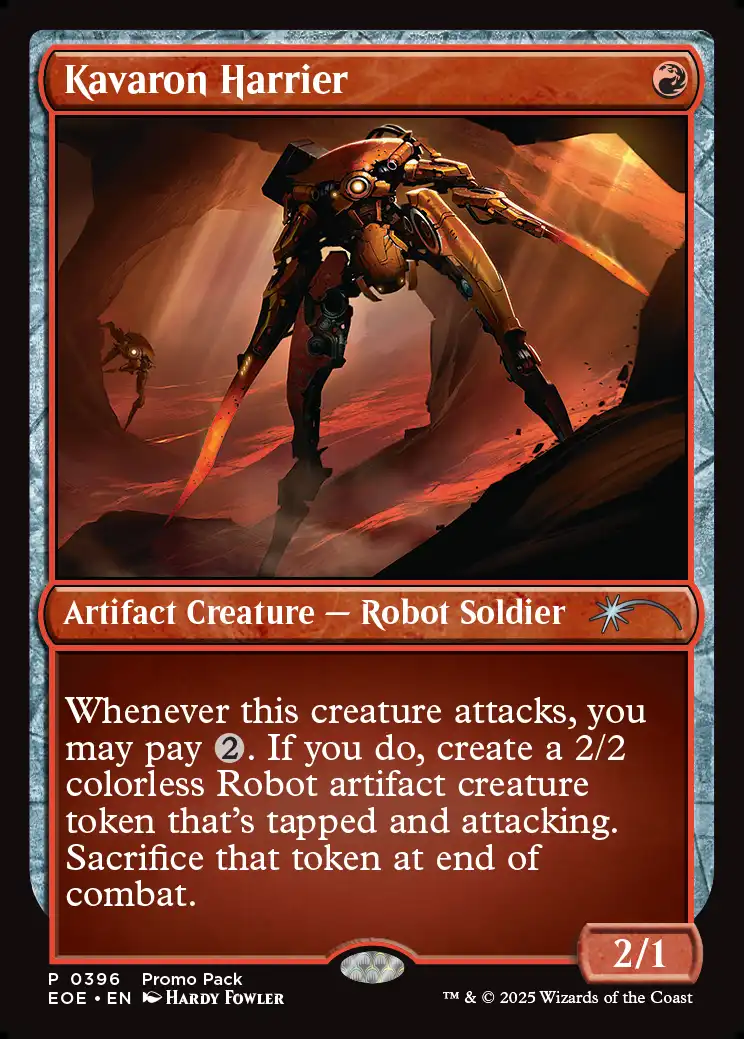 Kavaron Harrier
Artifact Creature — Robot Soldier
Whenever this creature attacks, you
may pay 2. If you do, create a 2/2
colorless Robot artifact creature
token that's tapped and attacking.
Sacrifice that token at end of
combat.
2/1
P 0396 Promo Pack
EOE • EN HARDY FOWLER
™ & © 2025 Wizards of the Coast